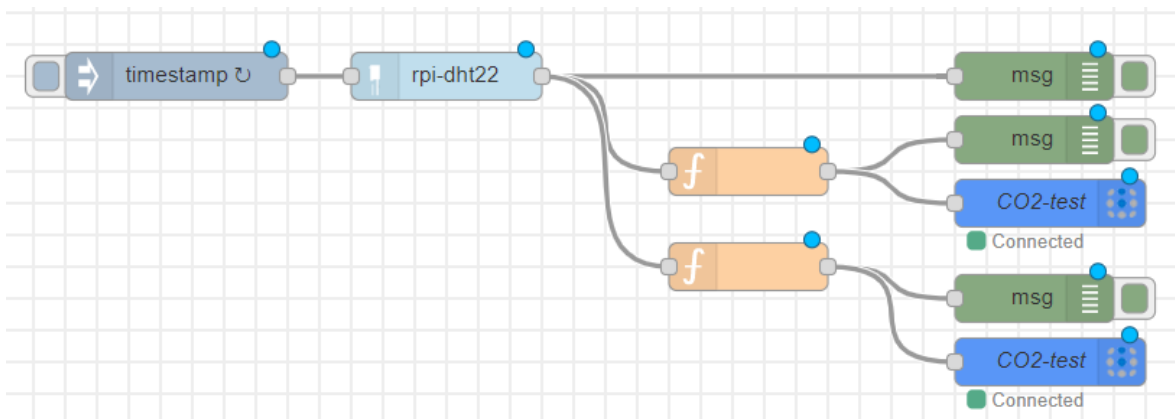 timestamp ↻
rpi-dht22
msg
msg
CO2-test
Connected
msg
CO2-test
Connected